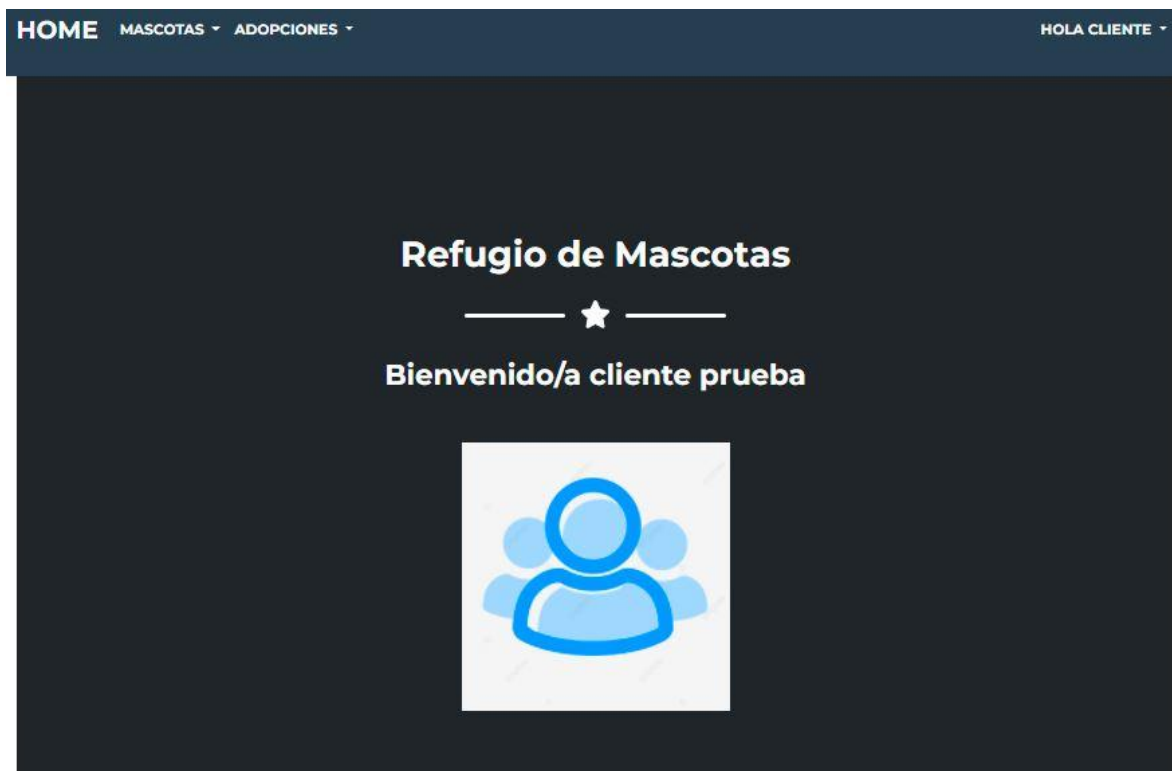 HOME MASCOTAS ADOPCIONES HOLA CLIENTE
Refugio de Mascotas
Bienvenido/a cliente prueba